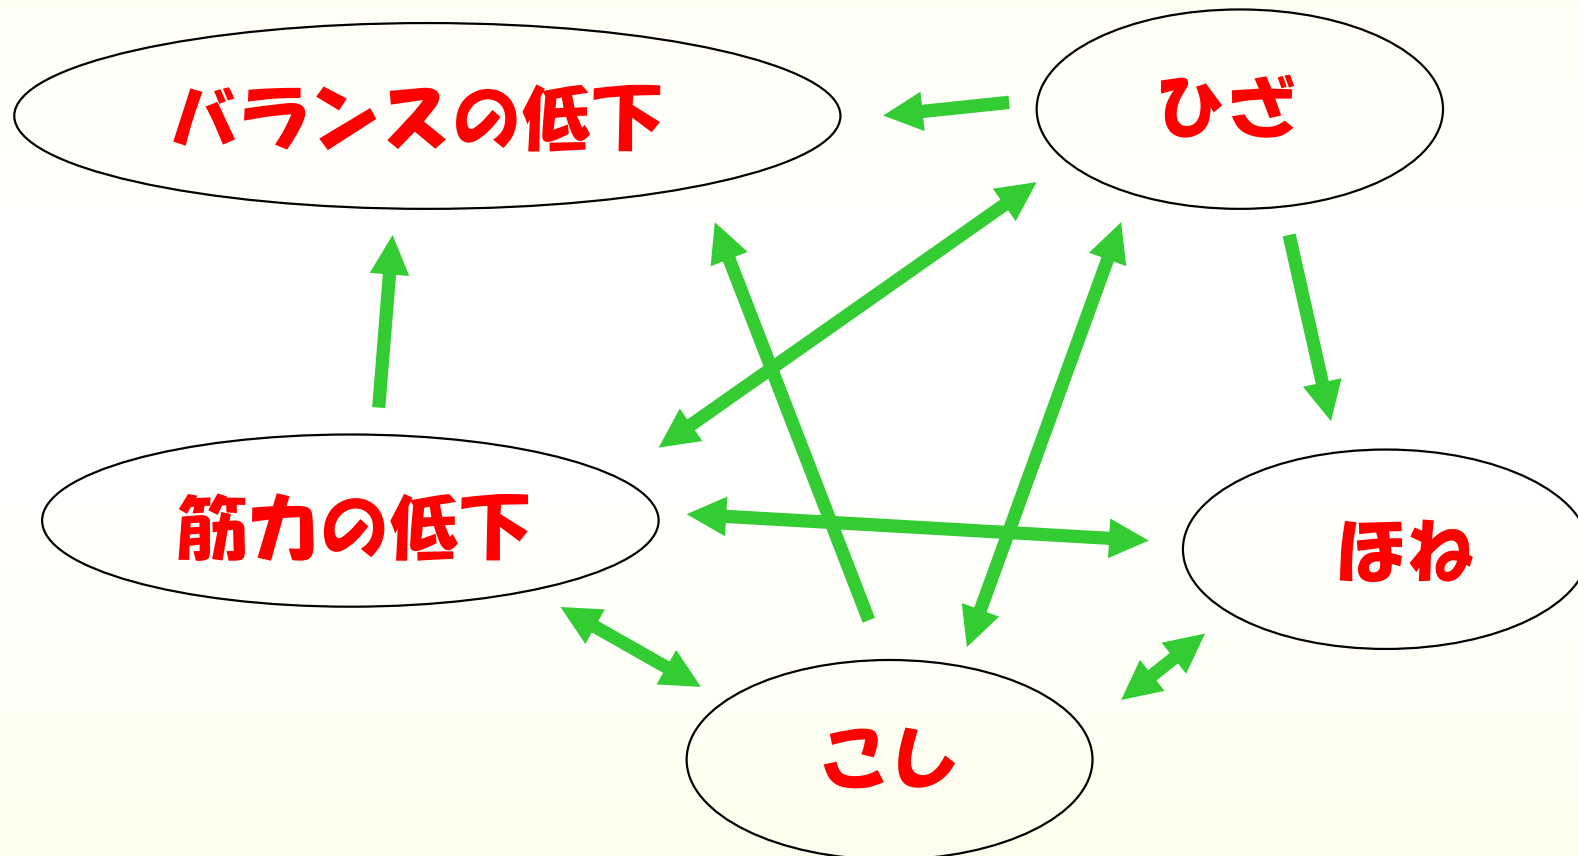 バランスの低下
ひざ
筋力の低下
ほね
こし